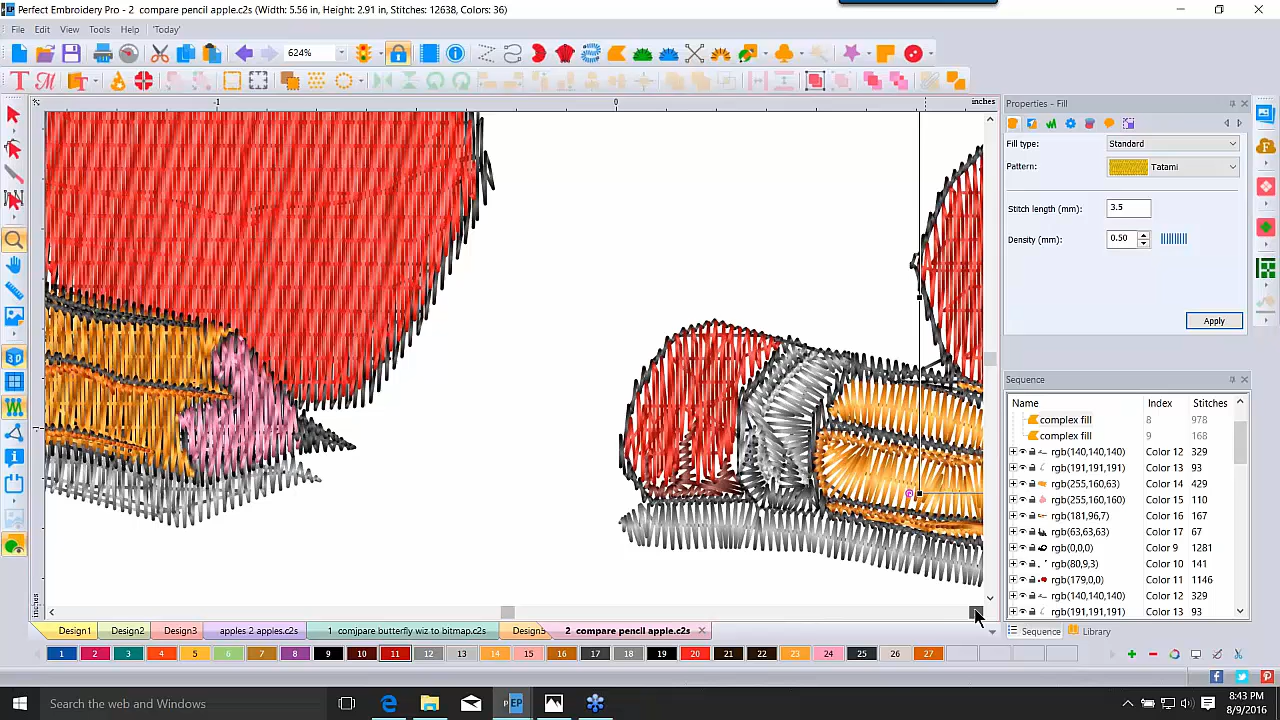 Perfect Embroidery Pro - 2 compare pencil apple.c2s (Width: 5.56 in, Height: 2.91 in, Stitches: 12638, Colors: 36)
File Edit View Tools Help 'Today'
624%
-1 0 inches
Properties - Fill
Fill type: Standard
Pattern: Tatami
Stitch length (mm): 3.5
Density (mm): 0.50
Apply
Sequence
Name Index Stitches
complex fill 8 978
complex fill 9 168
rgb(140,140,140) Color 12 329
rgb(191,191,191) Color 13 93
rgb(255,160,63) Color 14 429
rgb(255,160,160) Color 15 110
rgb(181,96,7) Color 16 167
rgb(63,63,63) Color 17 67
rgb(0,0,0) Color 9 1281
rgb(80,9,3) Color 10 141
rgb(179,0,0) Color 11 1146
rgb(140,140,140) Color 12 329
rgb(191,191,191) Color 13 93
inches
Design1 Design2 Design3 apples 2 apples.c2s 1 comjpare butterfly wiz to bitmap.c2s Design5 2 compare pencil apple.c2s
Sequence Library
1 2 3 4 5 6 7 8 9 10 11 12 13 14 15 16 17 18 19 20 21 22 23 24 25 26 27
Search the web and Windows
8:43 PM
8/9/2016